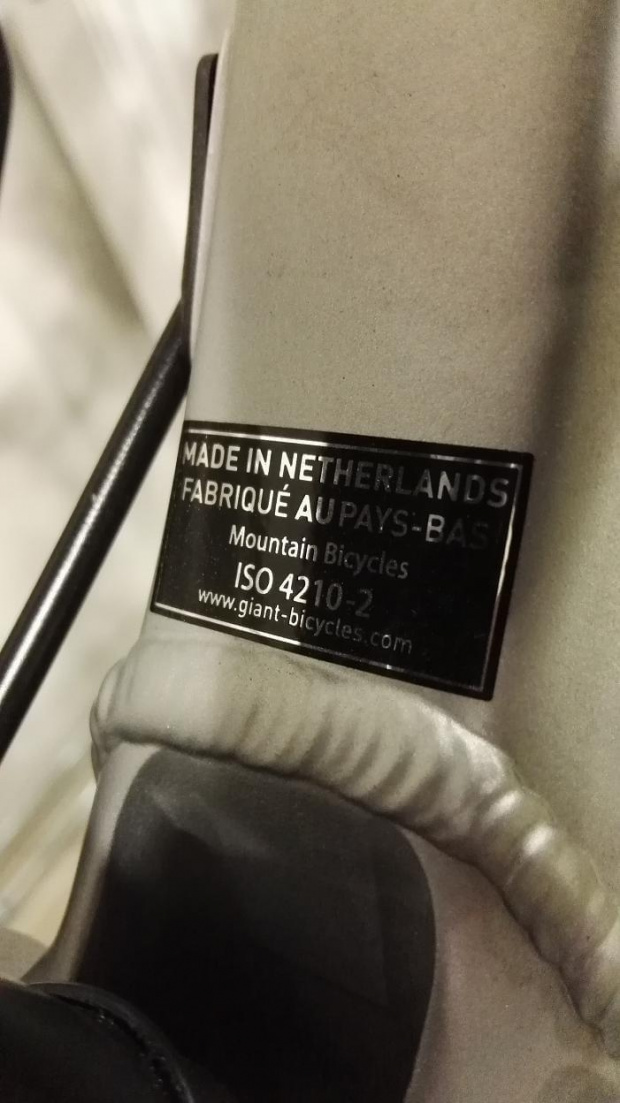 MADE IN NETHERLANDS
FABRIQUÉ AU PAYS-BAS
Mountain Bicycles
ISO 4210-2
www.giant-bicycles.com